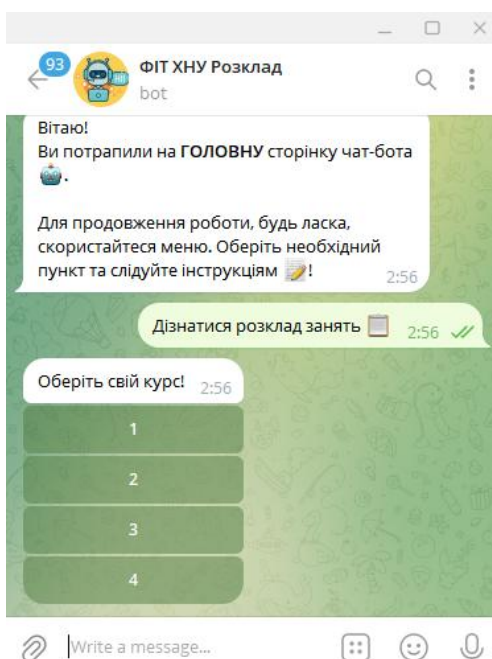 93
ФІТ ХНУ Розклад
bot
Вітаю!
Ви потрапили на ГОЛОВНУ сторінку чат-бота
🤖.
Для продовження роботи, будь ласка,
скористайтеся меню. Оберіть необхідний
пункт та слідуйте інструкціям 📝!
2:56
Дізнатися розклад занять 📋 2:56
Оберіть свій курс! 2:56
1
2
3
4
Write a message...